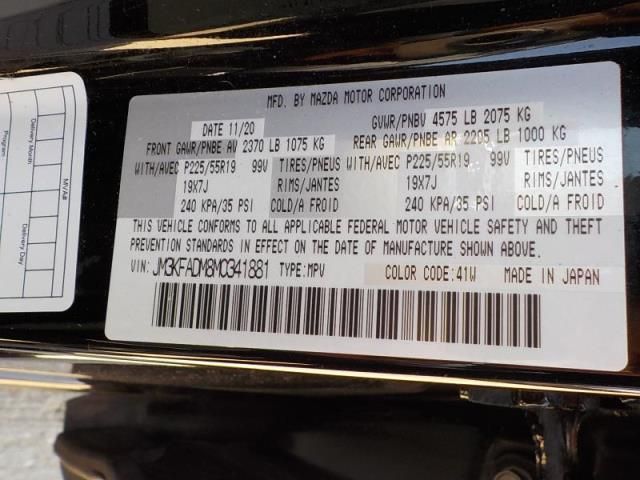 MFD. BY MAZDA MOTOR CORPORATION
DATE 11/20 GVWR/PNBV 4575 LB 2075 KG
FRONT GAWR/PNBE AV 2370 LB 1075 KG REAR GAWR/PNBE AR 2205 LB 1000 KG
WITH/AVEC P225/55R19 99V TIRES/PNEUS WITH/AVEC P225/55R19 99V TIRES/PNEUS
19X7J RIMS/JANTES 19X7J RIMS/JANTES
240 KPA/35 PSI COLD/A FROID 240 KPA/35 PSI COLD/A FROID
THIS VEHICLE CONFORMS TO ALL APPLICABLE FEDERAL MOTOR VEHICLE SAFETY AND THEFT
PREVENTION STANDARDS IN EFFECT ON THE DATE OF MANUFACTURE SHOWN ABOVE.
VIN: JM3KFADM8MC341881 TYPE:MPV COLOR CODE:41W MADE IN JAPAN
MVAB
Delivery Month
Program
Delivery Day